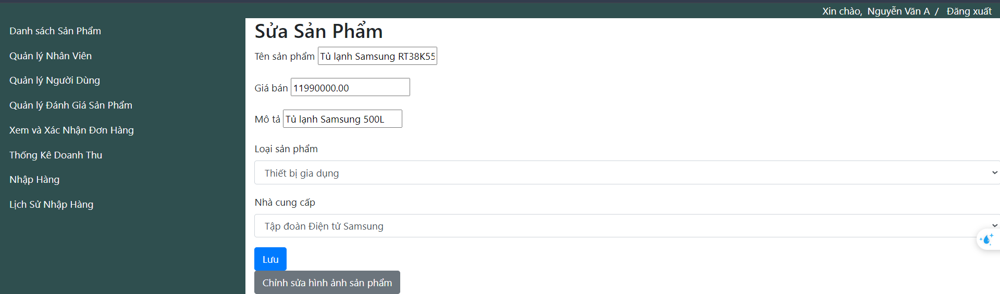 Xin chào, Nguyễn Văn A / Đăng xuất
Danh sách Sản Phẩm
Quản lý Nhân Viên
Quản lý Người Dùng
Quản lý Đánh Giá Sản Phẩm
Xem và Xác Nhận Đơn Hàng
Thống Kê Doanh Thu
Nhập Hàng
Lịch Sử Nhập Hàng
Sửa Sản Phẩm
Tên sản phẩm Tủ lạnh Samsung RT38K55
Giá bán 11990000.00
Mô tả Tủ lạnh Samsung 500L
Loại sản phẩm
Thiết bị gia dụng
Nhà cung cấp
Tập đoàn Điện tử Samsung
Lưu
Chỉnh sửa hình ảnh sản phẩm